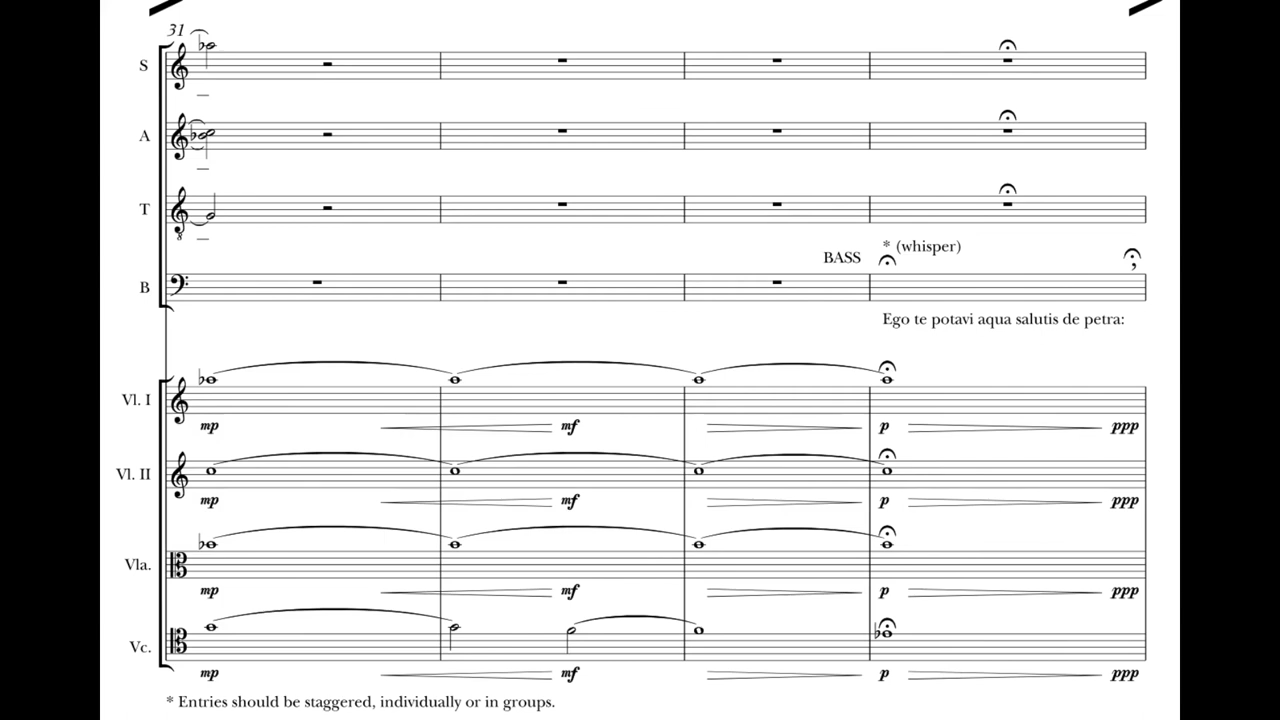 31
S
A
T
8
* (whisper)
BASS
B
Ego te potavi aqua salutis de petra:
Vl. I
mp mf p ppp
Vl. II
mp mf p ppp
Vla.
mp mf p ppp
Vc.
mp mf p ppp
* Entries should be staggered, individually or in groups.